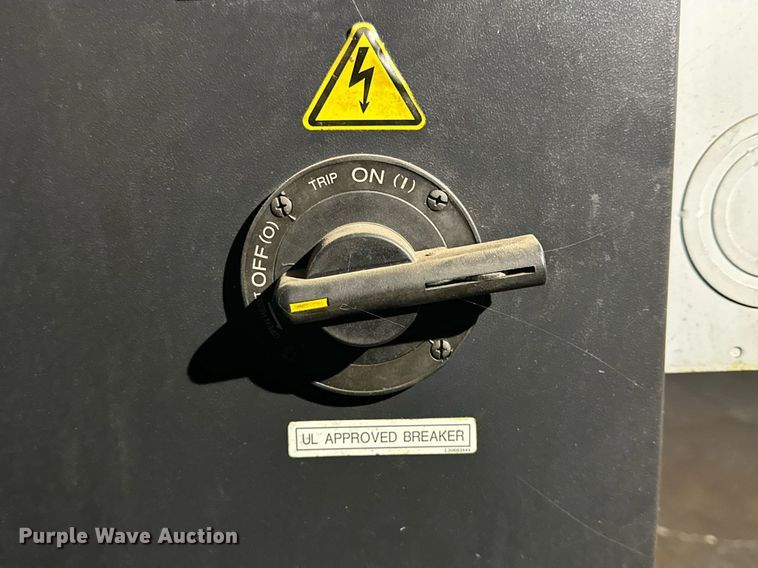 TRIP ON (I)
OFF (O)
UL APPROVED BREAKER
Purple Wave Auction